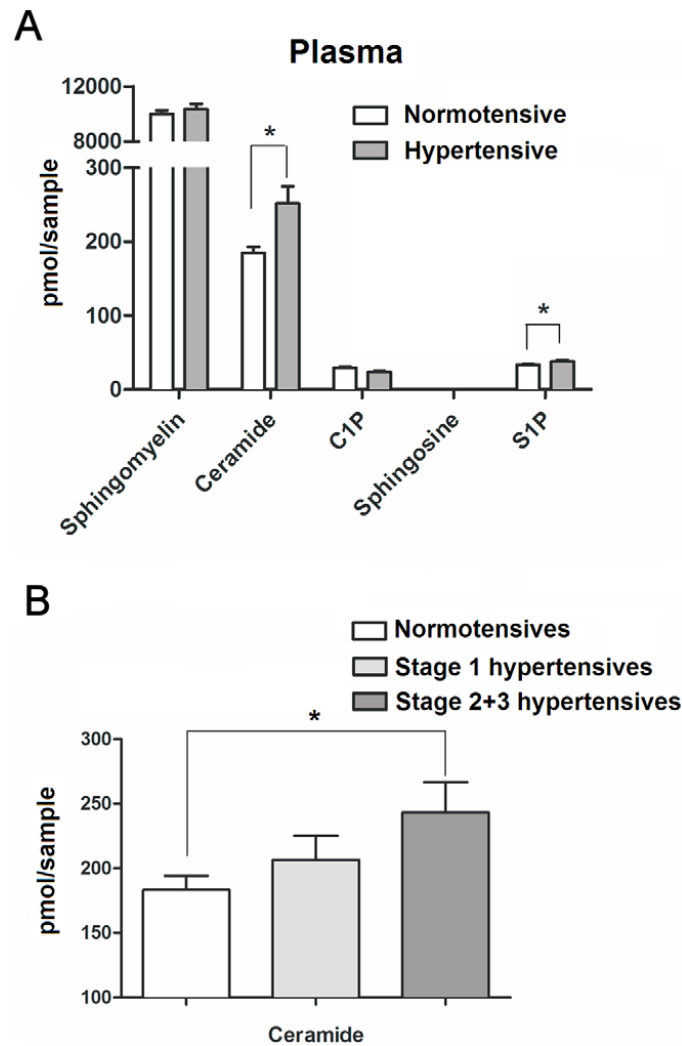 A
Plasma
12000
8000
300
200
100
0
pmol/sample
Normotensive
Hypertensive
*
*
Sphingomyelin
Ceramide
C1P
Sphingosine
S1P
B
Normotensives
Stage 1 hypertensives
Stage 2+3 hypertensives
*
300
250
200
150
100
pmol/sample
Ceramide